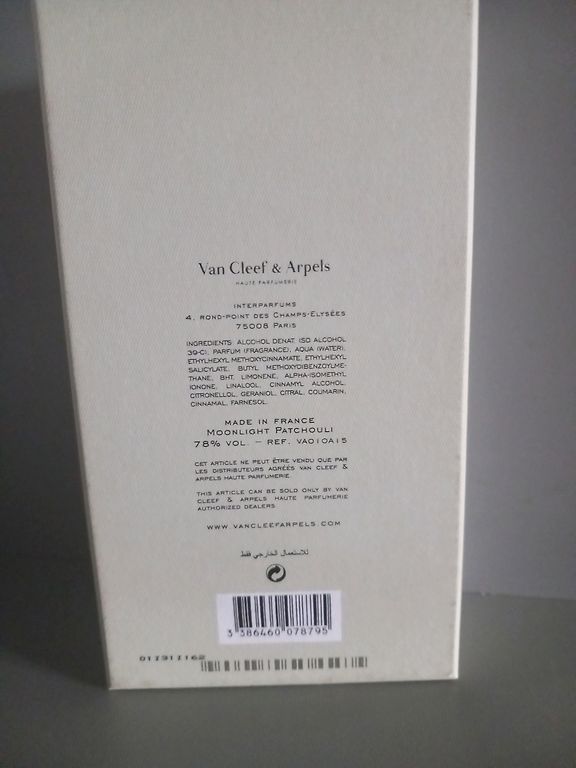 Van Cleef & Arpels
HAUTE PARFUMERIE
INTERPARFUMS
4, ROND-POINT DES CHAMPS-ELYSÉES
75008 PARIS
INGREDIENTS: ALCOHOL DENAT. (SD ALCOHOL
39-C), PARFUM (FRAGRANCE), AQUA (WATER),
ETHYLHEXYL METHOXYCINNAMATE, ETHYLHEXYL
SALICYLATE, BUTYL METHOXYDIBENZOYLME-
THANE, BHT, LIMONENE, ALPHA-ISOMETHYL
IONONE, LINALOOL, CINNAMYL ALCOHOL,
CITRONELLOL, GERANIOL, CITRAL, COUMARIN,
CINNAMAL, FARNESOL.
MADE IN FRANCE
MOONLIGHT PATCHOULI
78% VOL. – REF. VA010A15
CET ARTICLE NE PEUT ÊTRE VENDU QUE PAR
LES DISTRIBUTEURS AGRÉÉS VAN CLEEF &
ARPELS HAUTE PARFUMERIE.
THIS ARTICLE CAN BE SOLD ONLY BY VAN
CLEEF & ARPELS HAUTE PARFUMERIE
AUTHORIZED DEALERS.
WWW.VANCLEEFARPELS.COM
للاستعمال الخارجي فقط
3 386460 078795